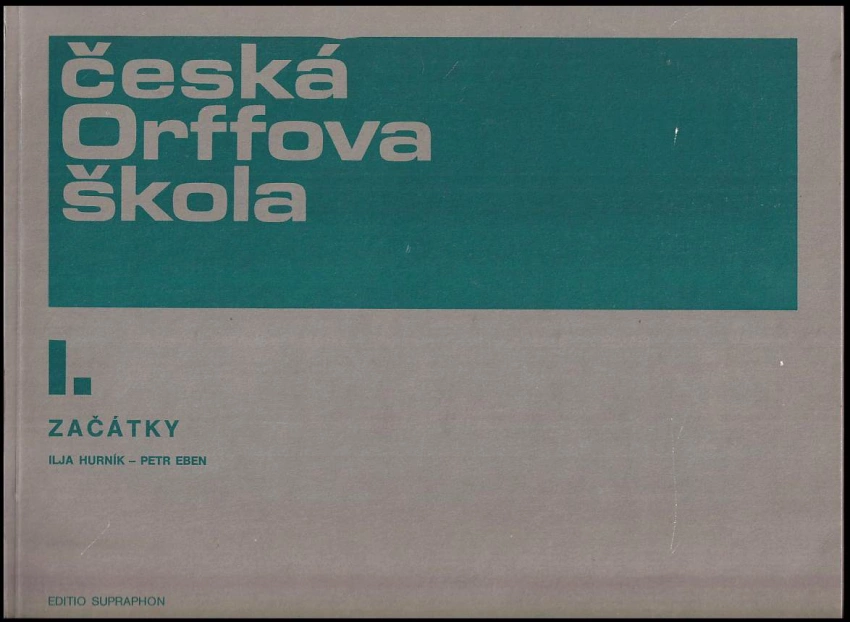 česká
Orffova
škola
I.
ZAČÁTKY
ILJA HURNÍK – PETR EBEN
EDITIO SUPRAPHON